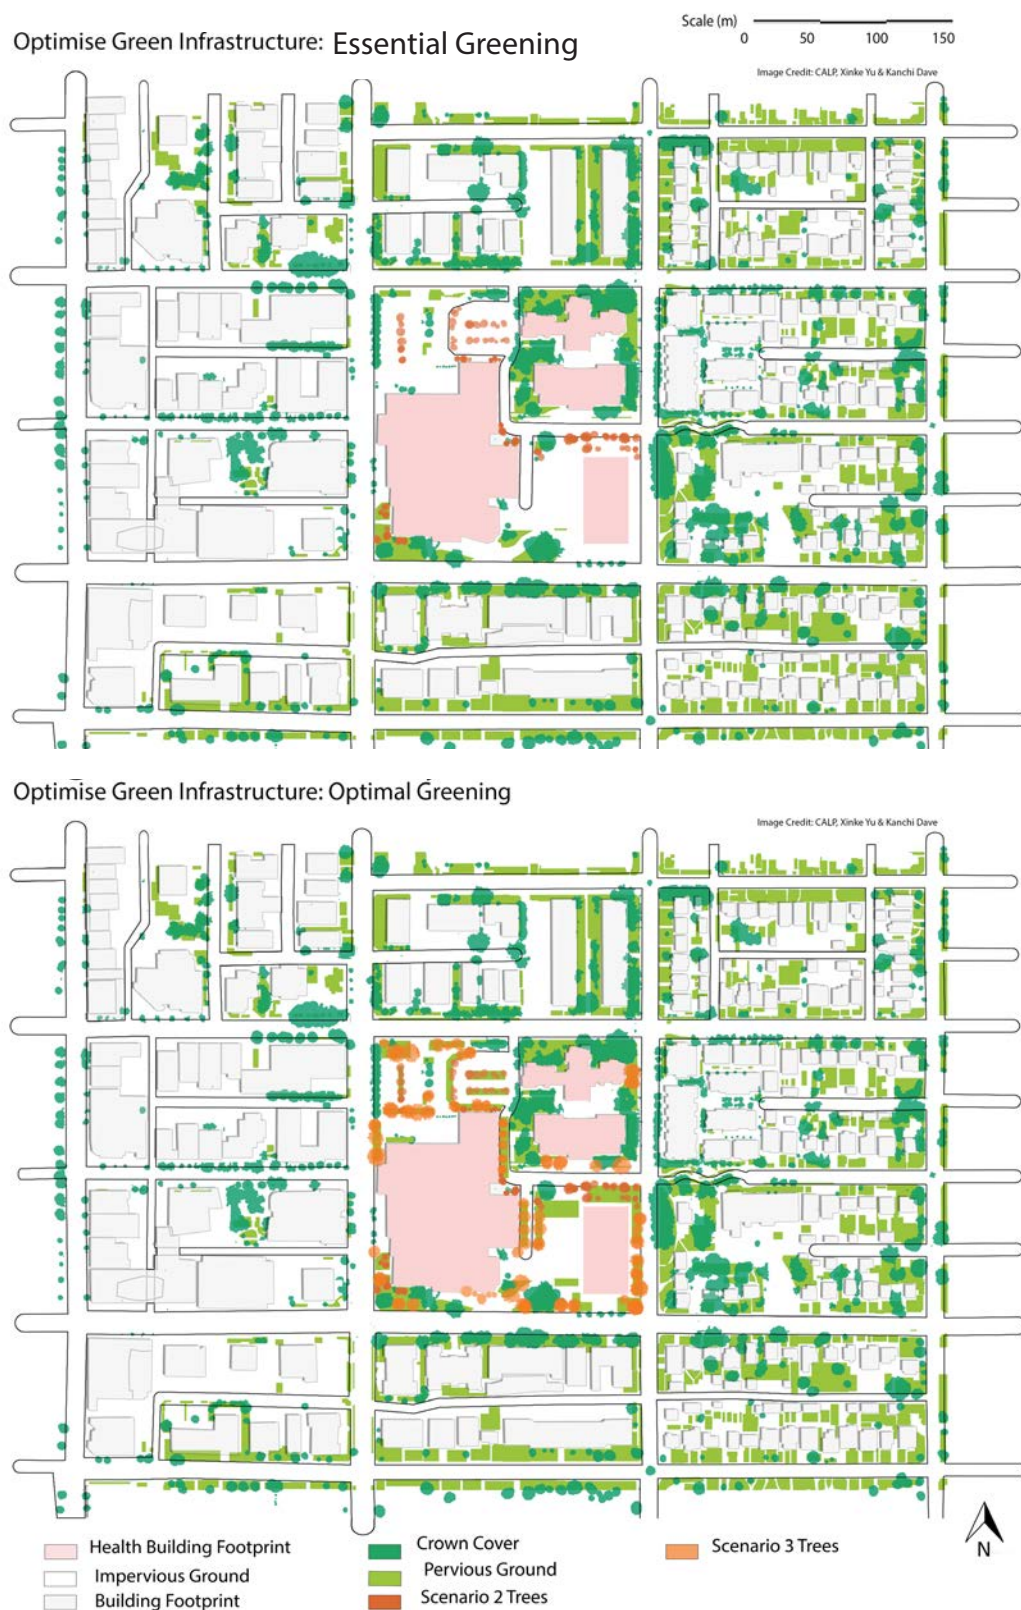 Scale (m)
0 50 100 150
Optimise Green Infrastructure: Essential Greening
Image Credit: CALP, Xinke Yu & Kanchi Dave
Optimise Green Infrastructure: Optimal Greening
Image Credit: CALP, Xinke Yu & Kanchi Dave
Health Building Footprint
Impervious Ground
Building Footprint
Crown Cover
Pervious Ground
Scenario 2 Trees
Scenario 3 Trees
N